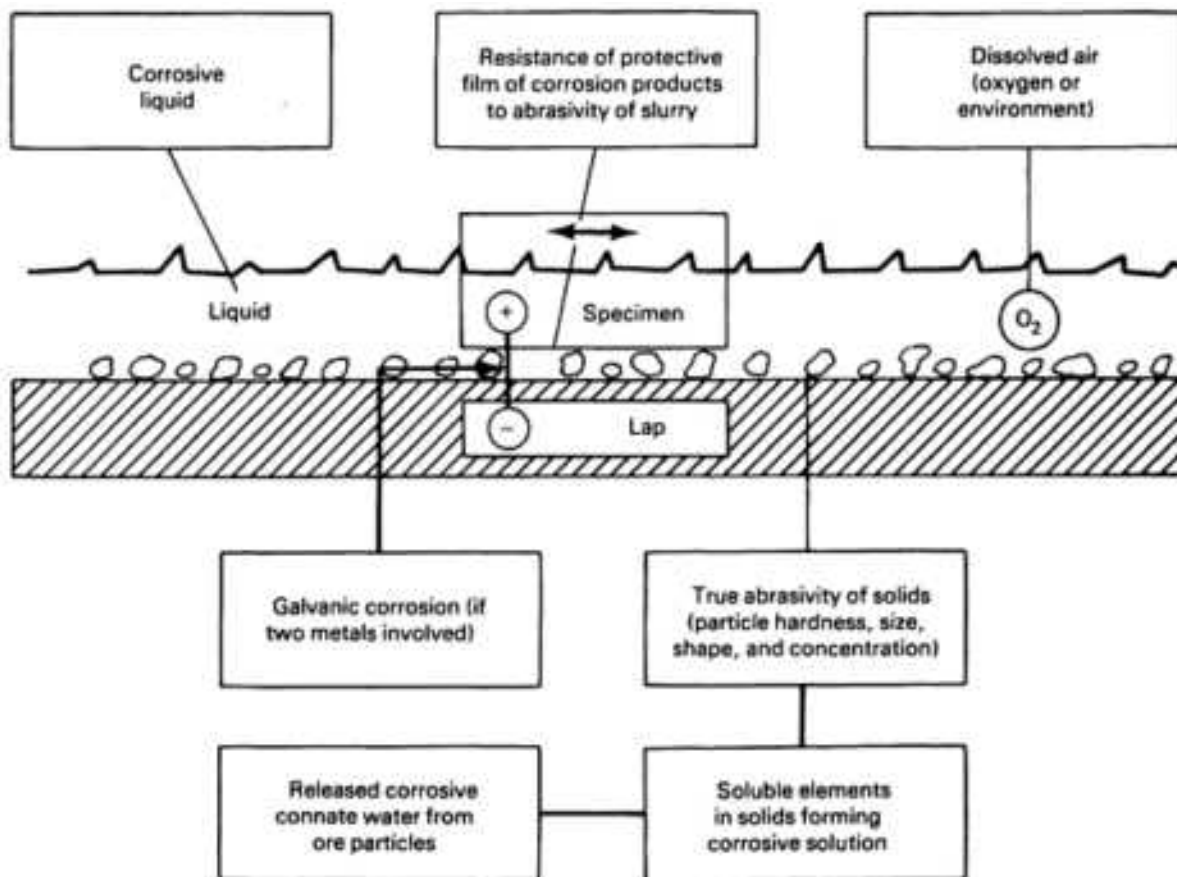 Corrosive
liquid
Resistance of protective
film of corrosion products
to abrasivity of slurry
Dissolved air
(oxygen or
environment)
Liquid
+
Specimen
O2
−
Lap
Galvanic corrosion (if
two metals involved)
True abrasivity of solids
(particle hardness, size,
shape, and concentration)
Released corrosive
connate water from
ore particles
Soluble elements
in solids forming
corrosive solution